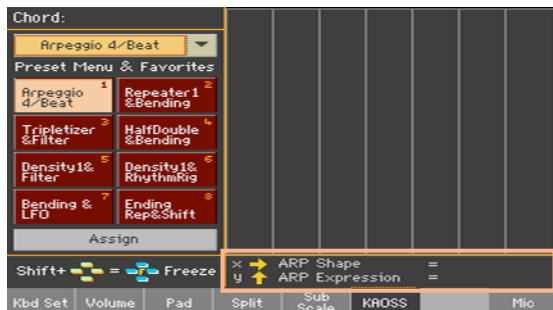 Chord:
Arpeggio 4/Beat
Preset Menu & Favorites
Arpeggio 4/Beat 1
Repeater1 &Bending 2
Tripletizer &Filter 3
HalfDouble &Bending 4
Density1& Filter 5
Density1& RhythmRig 6
Bending & LFO 7
Ending Rep&Shift 8
Assign
Shift+ = F Freeze
x ARP Shape =
y ARP Expression =
Kbd Set Volume Pad Split Sub Scale KAOSS Mic